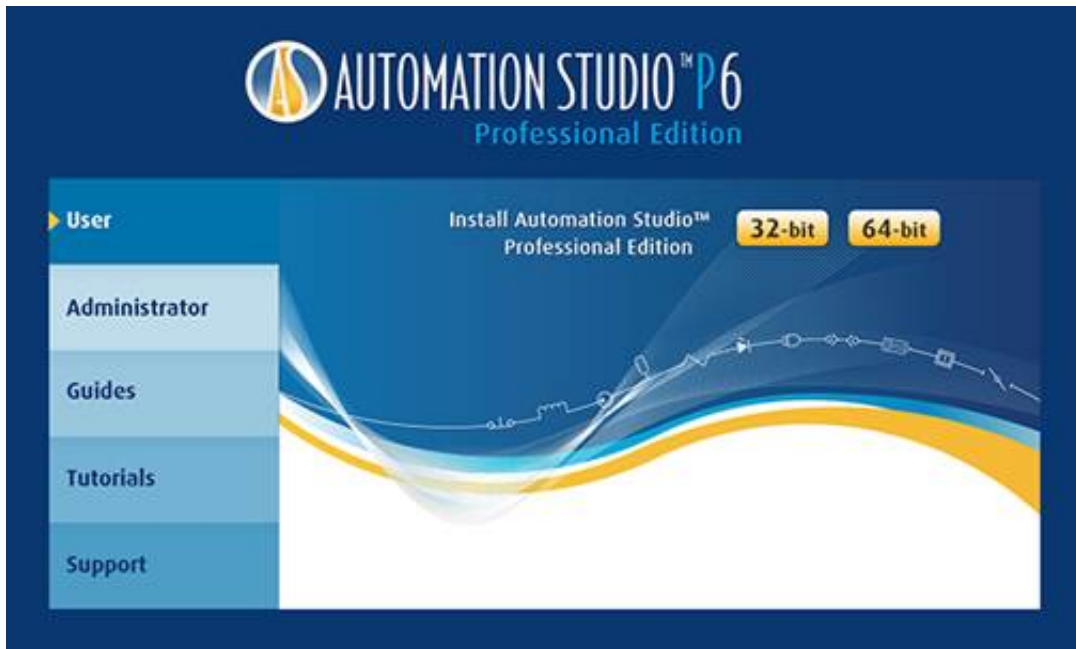 AUTOMATION STUDIO™ P6
Professional Edition
User
Install Automation Studio™
Professional Edition
32-bit
64-bit
Administrator
Guides
Tutorials
Support